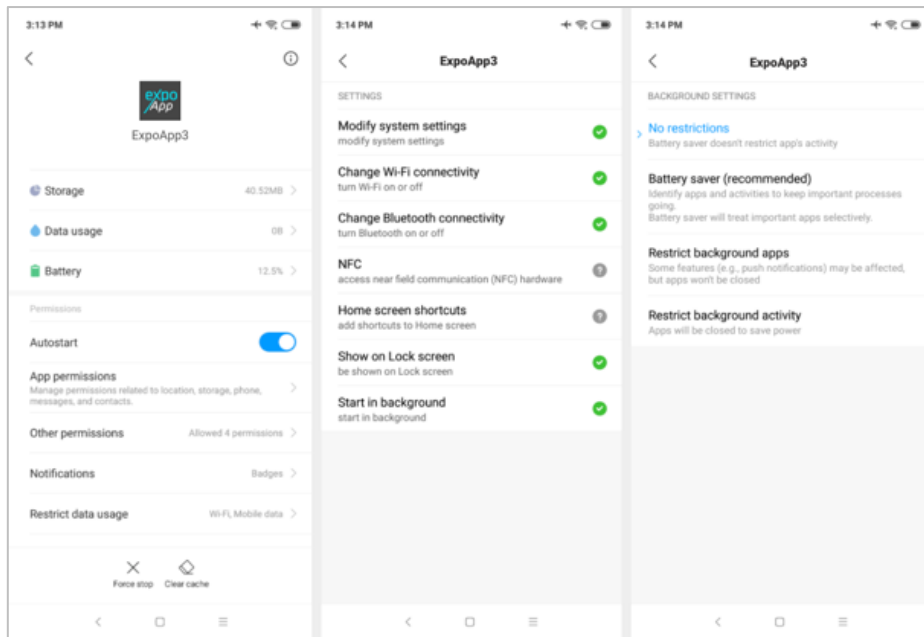 3:13 PM
expo
App
ExpoApp3
Storage 40.52MB
Data usage 0B
Battery 12.5%
Permissions
Autostart
App permissions
Manage permissions related to location, storage, phone,
messages, and contacts.
Other permissions Allowed 4 permissions
Notifications Badges
Restrict data usage Wi-Fi, Mobile data
Force stop Clear cache
3:14 PM
ExpoApp3
SETTINGS
Modify system settings
modify system settings
Change Wi-Fi connectivity
turn Wi-Fi on or off
Change Bluetooth connectivity
turn Bluetooth on or off
NFC
access near field communication (NFC) hardware
Home screen shortcuts
add shortcuts to Home screen
Show on Lock screen
be shown on Lock screen
Start in background
start in background
3:14 PM
ExpoApp3
BACKGROUND SETTINGS
No restrictions
Battery saver doesn't restrict app's activity
Battery saver (recommended)
Identify apps and activities to keep important processes
going.
Battery saver will treat important apps selectively.
Restrict background apps
Some features (e.g., push notifications) may be affected,
but apps won't be closed
Restrict background activity
Apps will be closed to save power